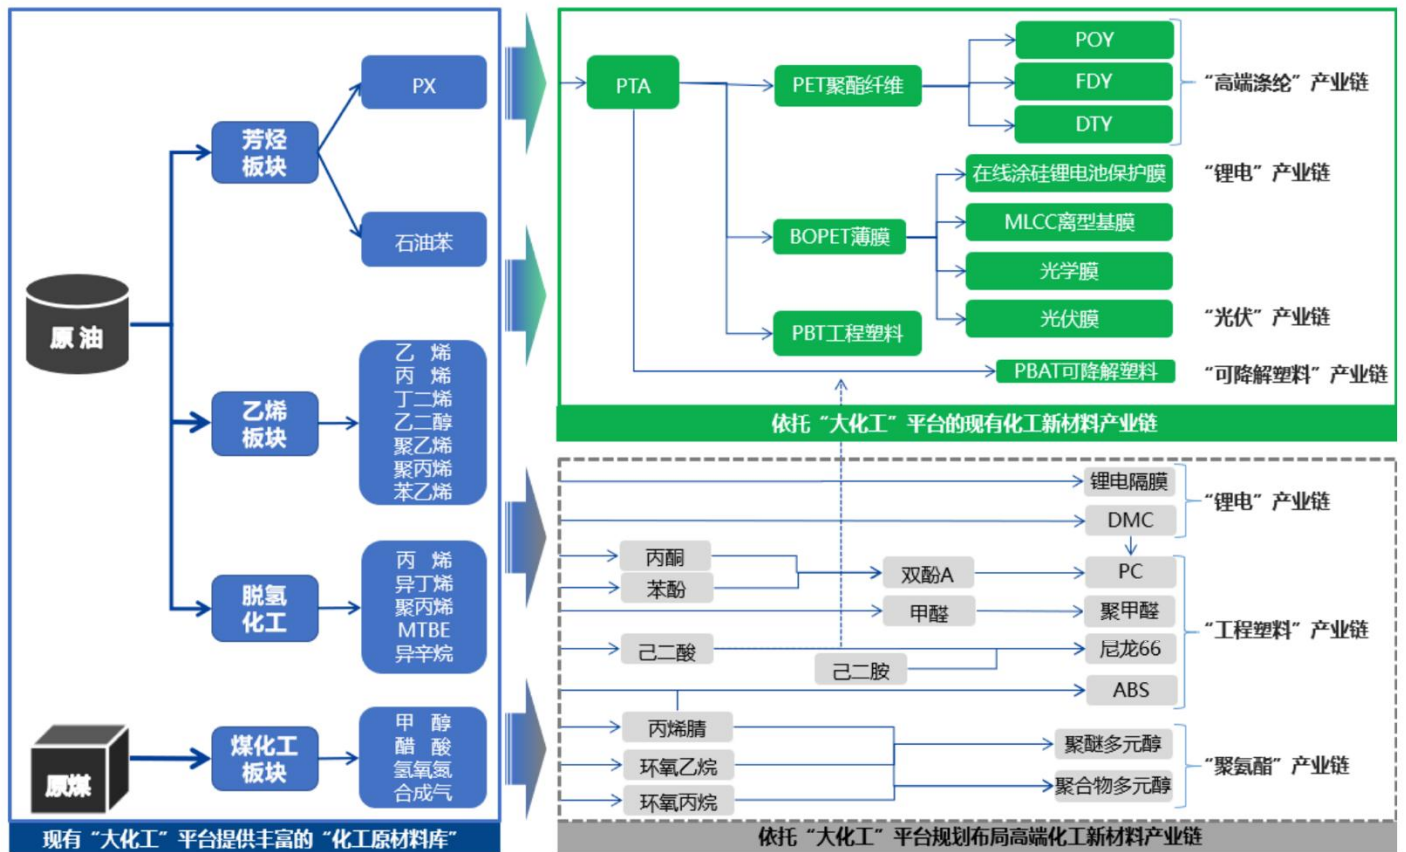 原油
芳烃
板块
PX
石油苯
乙烯
板块
乙 烯
丙 烯
丁二烯
乙二醇
聚乙烯
聚丙烯
苯乙烯
脱氢
化工
丙 烯
异丁烯
聚丙烯
MTBE
异辛烷
原煤
煤化工
板块
甲 醇
醋 酸
氢氧氮
合成气
现有“大化工”平台提供丰富的“化工原材料库”
PTA
PET聚酯纤维
POY
FDY
DTY
“高端涤纶”产业链
BOPET薄膜
在线涂硅锂电池保护膜
“锂电”产业链
MLCC离型基膜
光学膜
光伏膜
“光伏”产业链
PBT工程塑料
PBAT可降解塑料
“可降解塑料”产业链
依托“大化工”平台的现有化工新材料产业链
锂电隔膜
DMC
“锂电”产业链
丙酮
苯酚
双酚A
PC
甲醛
聚甲醛
己二酸
己二胺
尼龙66
ABS
“工程塑料”产业链
丙烯腈
环氧乙烷
环氧丙烷
聚醚多元醇
聚合物多元醇
“聚氨酯”产业链
依托“大化工”平台规划布局高端化工新材料产业链